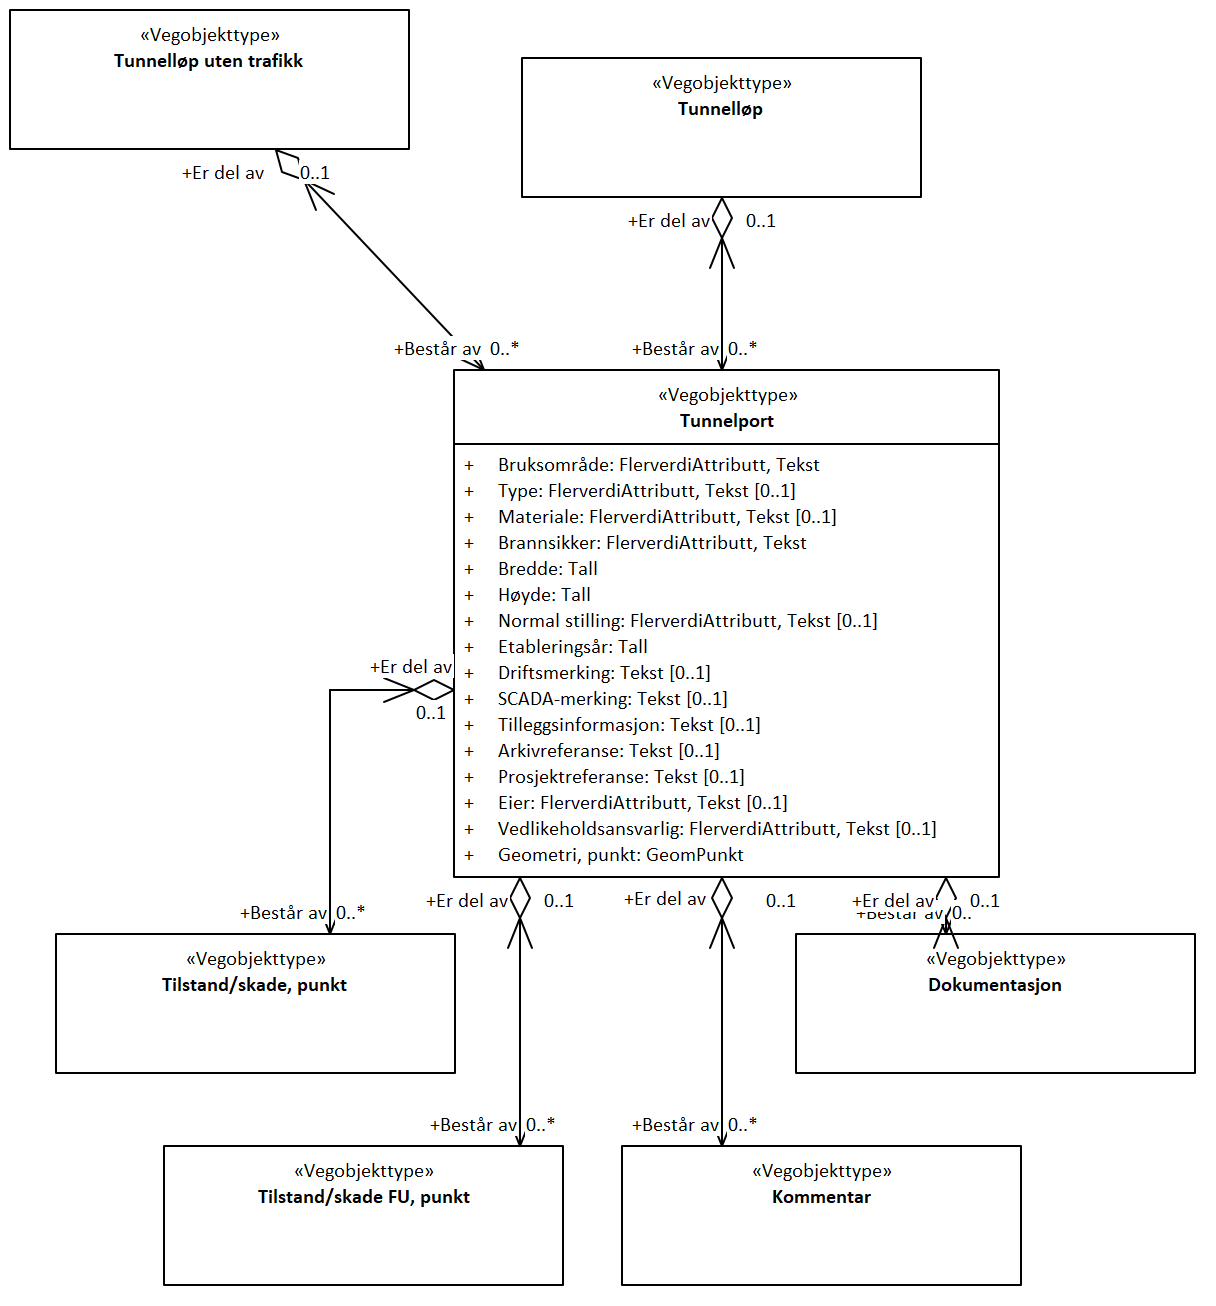 «Vegobjekttype»
Tunnelløp uten trafikk
«Vegobjekttype»
Tunnelløp
+Er del av
0..1
+Er del av
0..1
+Består av
0..*
+Består av
0..*
«Vegobjekttype»
Tunnelport
+ Bruksområde: FlerverdiAttributt, Tekst
+ Type: FlerverdiAttributt, Tekst [0..1]
+ Materiale: FlerverdiAttributt, Tekst [0..1]
+ Brannsikker: FlerverdiAttributt, Tekst
+ Bredde: Tall
+ Høyde: Tall
+ Normal stilling: FlerverdiAttributt, Tekst [0..1]
+ Etableringsår: Tall
+ Driftsmerking: Tekst [0..1]
+ SCADA-merking: Tekst [0..1]
+ Tilleggsinformasjon: Tekst [0..1]
+ Arkivreferanse: Tekst [0..1]
+ Prosjektreferanse: Tekst [0..1]
+ Eier: FlerverdiAttributt, Tekst [0..1]
+ Vedlikeholdsansvarlig: FlerverdiAttributt, Tekst [0..1]
+ Geometri, punkt: GeomPunkt
+Er del av
0..1
+Er del av
0..1
+Er del av
0..1
+Er del av
0..1
+Består av
0..*
+Består av
0..
«Vegobjekttype»
Tilstand/skade, punkt
«Vegobjekttype»
Dokumentasjon
+Består av
0..*
+Består av
0..*
«Vegobjekttype»
Tilstand/skade FU, punkt
«Vegobjekttype»
Kommentar